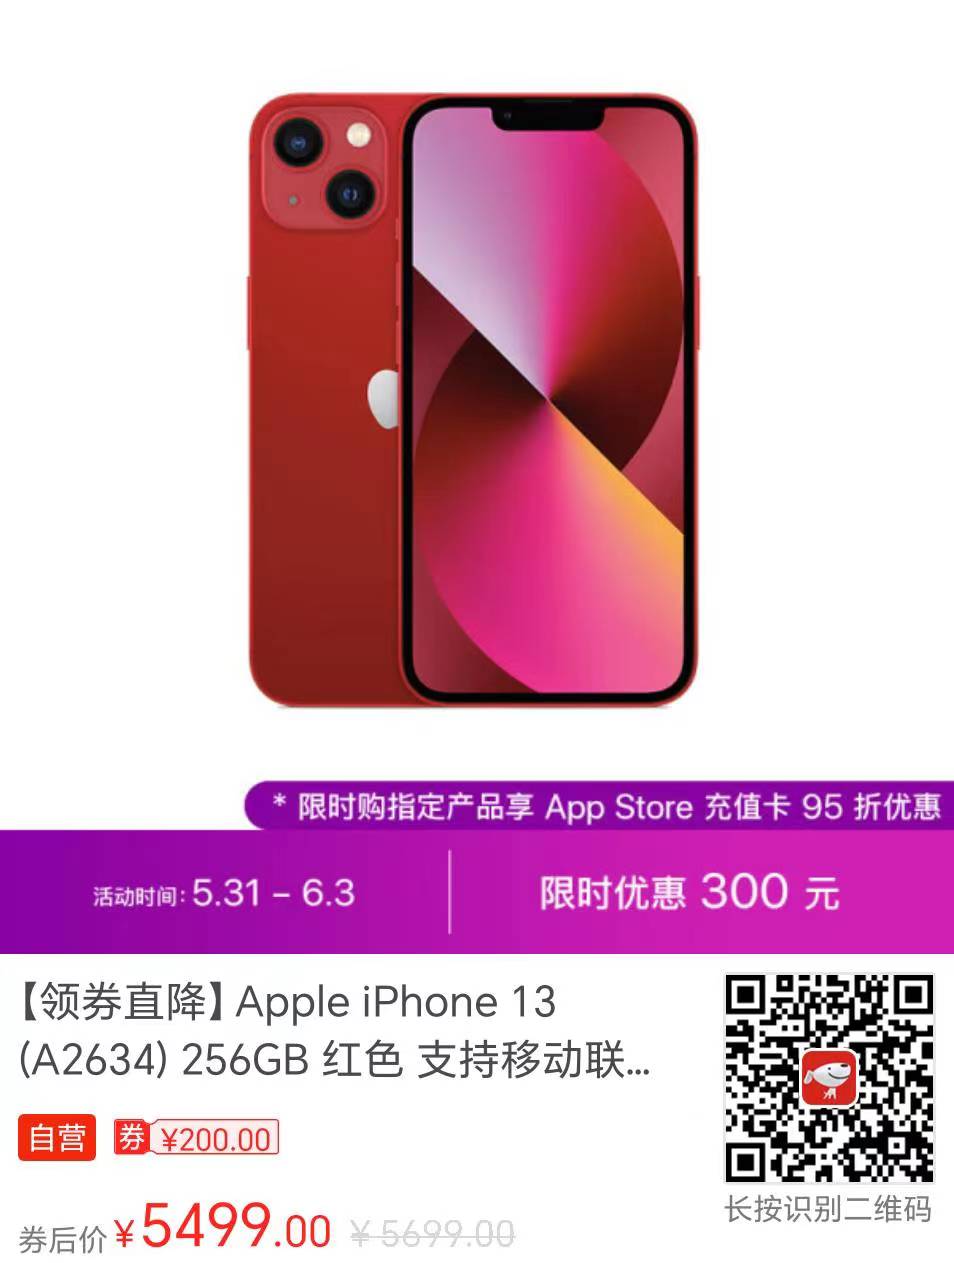 * 限时购指定产品享 App Store 充值卡 95 折优惠
活动时间: 5.31 – 6.3
限时优惠 300 元
【领券直降】Apple iPhone 13
(A2634) 256GB 红色 支持移动联...
自营 券 ¥200.00
长按识别二维码
券后价 ¥5499.00 ¥5699.00